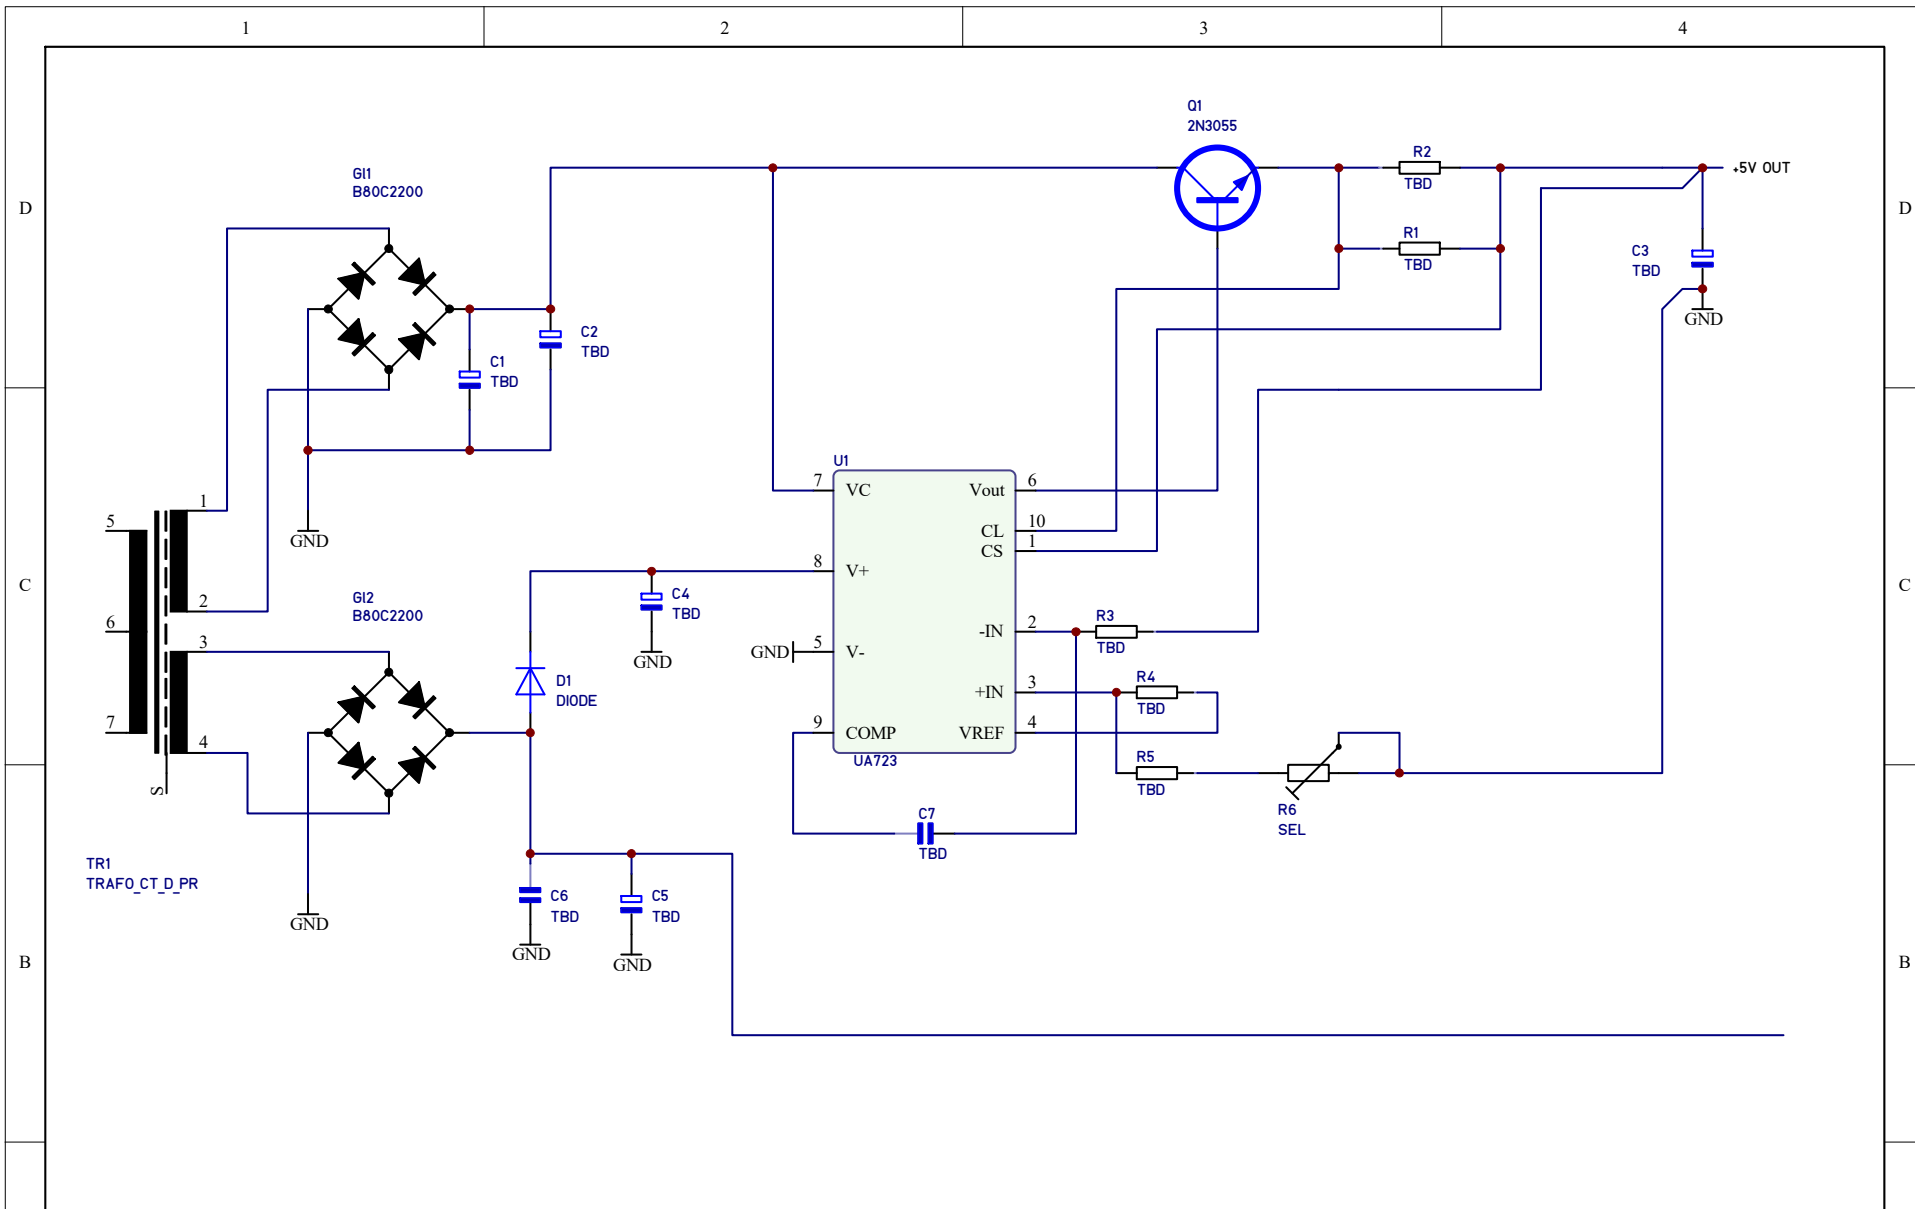 1 2 3 4
D D
C C
B B
Q1
2N3055
R2
TBD
+5V OUT
Gl1
B80C2200
R1
TBD
C3
TBD
GND
C2
TBD
C1
TBD
GND
U1
7 VC
Vout 6
CL 10
CS 1
8 V+
-IN 2
GND 5 V-
+IN 3
9 COMP
VREF 4
UA723
1
5
2
6
3
7
4
S
TR1
TRAFO_CT_D_PR
Gl2
B80C2200
GND
C4
TBD
GND
D1
DIODE
R3
TBD
R4
TBD
R5
TBD
R6
SEL
C7
TBD
C6
TBD
GND
C5
TBD
GND